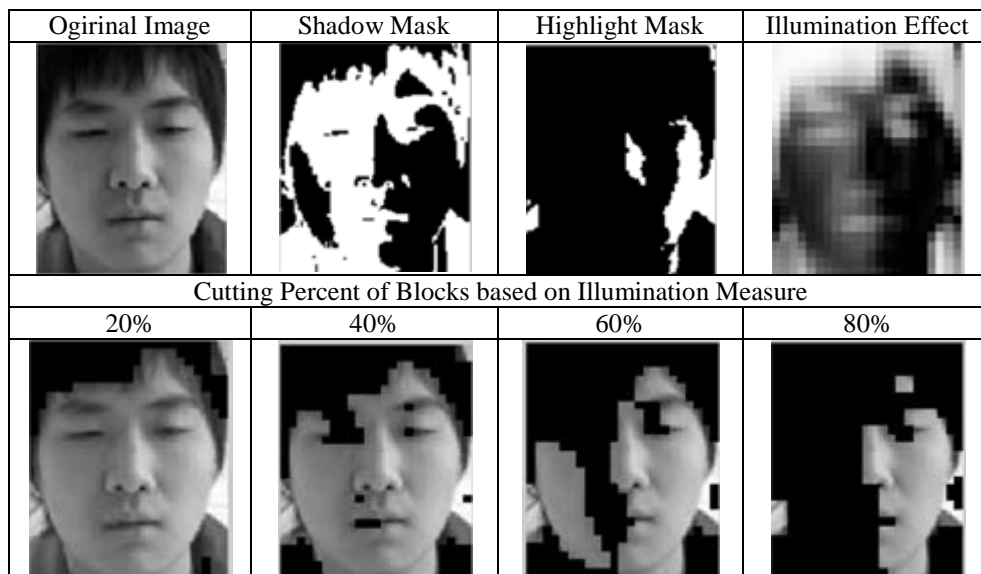 Ogirinal Image Shadow Mask Highlight Mask Illumination Effect
Cutting Percent of Blocks based on Illumination Measure
20% 40% 60% 80%